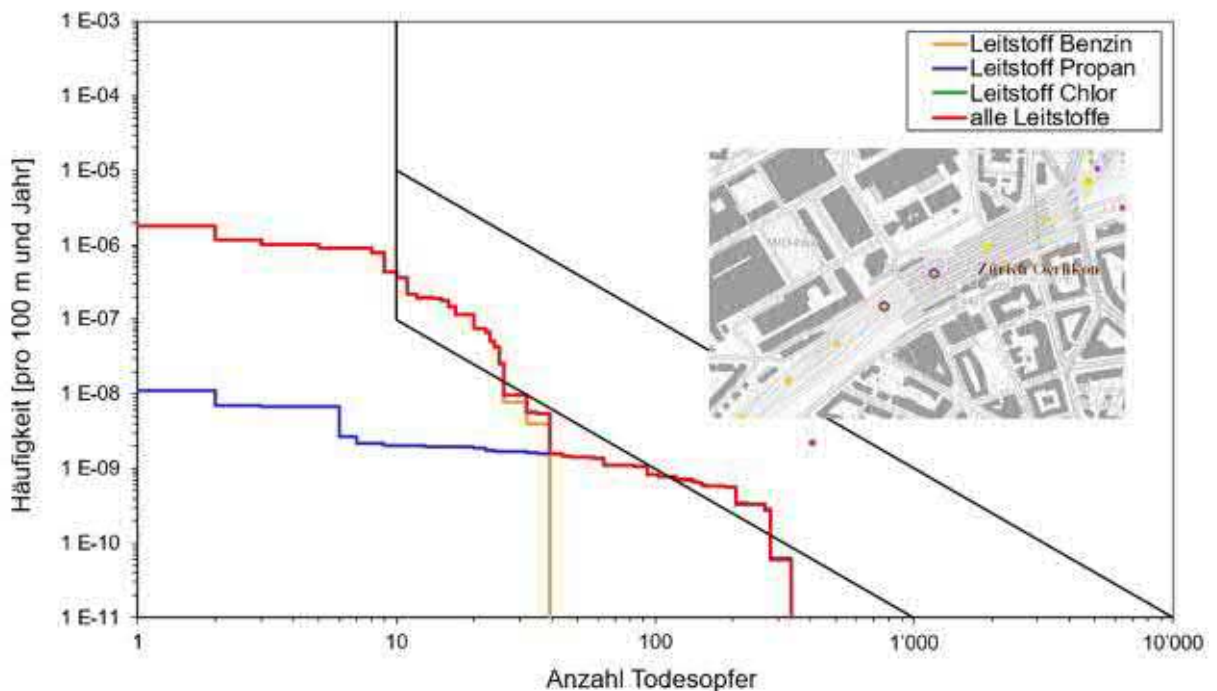 1 E-03
1 E-04
1 E-05
1 E-06
1 E-07
1 E-08
1 E-09
1 E-10
1 E-11
Häufigkeit [pro 100 m und Jahr]
Leitstoff Benzin
Leitstoff Propan
Leitstoff Chlor
alle Leitstoffe
Zürich Oerlikon
1
10
100
1'000
10'000
Anzahl Todesopfer